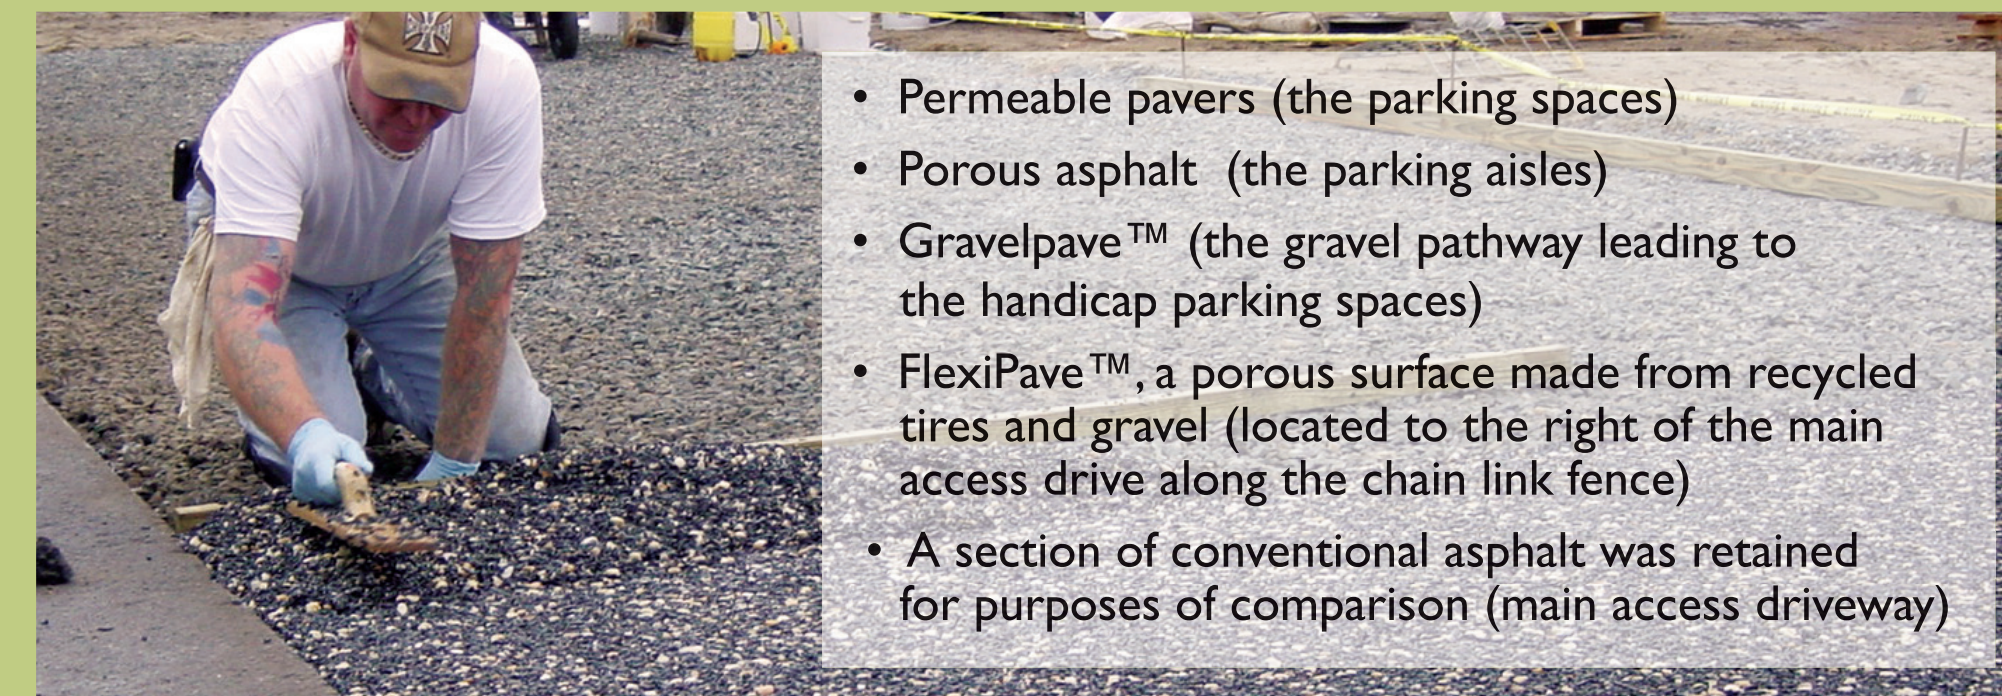 • Permeable pavers (the parking spaces)
• Porous asphalt (the parking aisles)
• Gravelpave™ (the gravel pathway leading to
the handicap parking spaces)
• FlexiPave™, a porous surface made from recycled
tires and gravel (located to the right of the main
access drive along the chain link fence)
• A section of conventional asphalt was retained
for purposes of comparison (main access driveway)